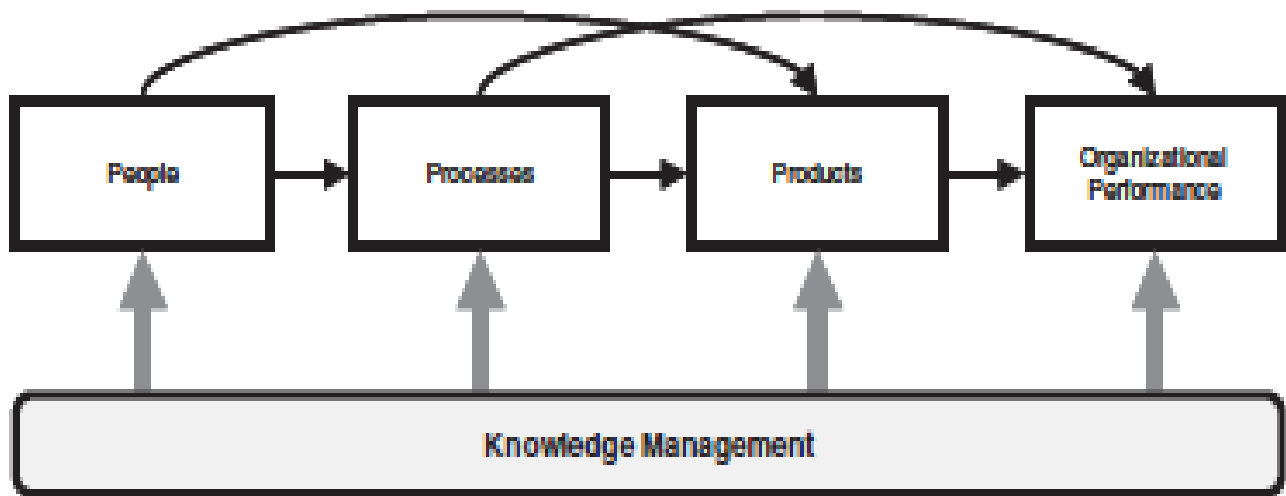 People
Processes
Products
Organizational
Performance
Knowledge Management